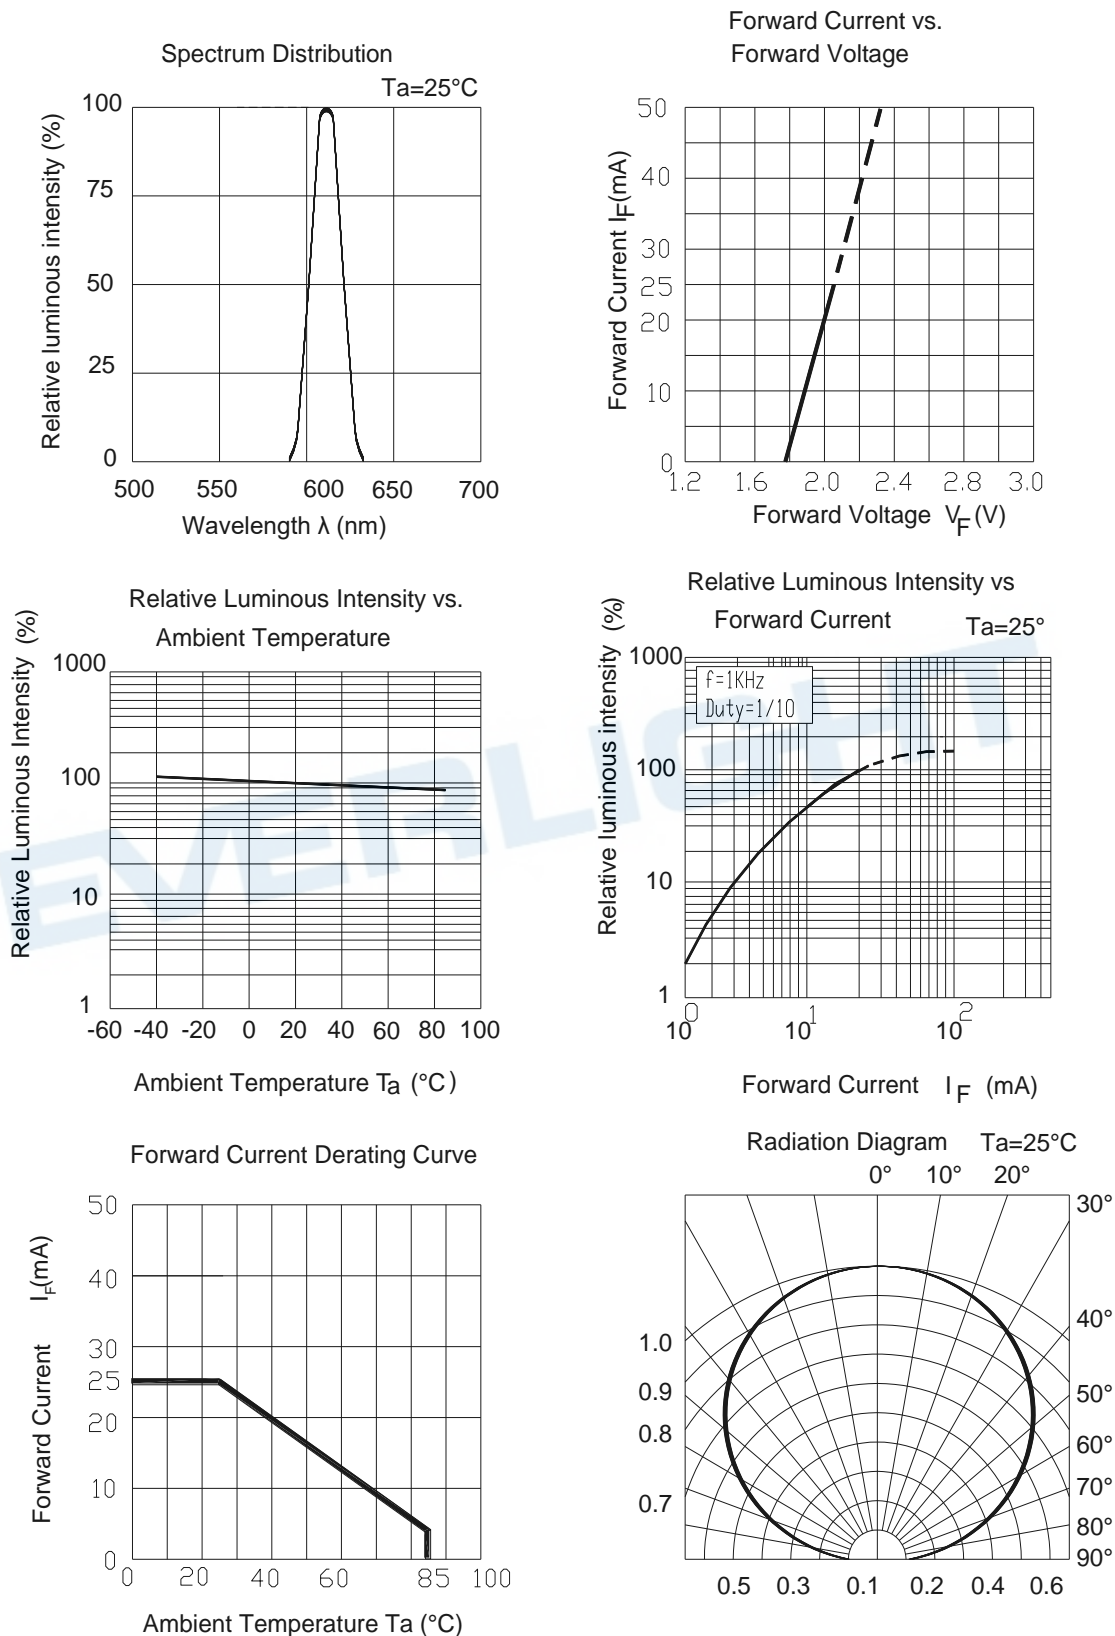 Spectrum Distribution
Ta=25°C
Relative luminous intensity (%)
100
75
50
25
0
500 550 600 650 700
Wavelength λ (nm)
Forward Current vs.
Forward Voltage
Forward Current IF(mA)
50
40
30
25
20
10
0
1.2 1.6 2.0 2.4 2.8 3.0
Forward Voltage VF(V)
Relative Luminous Intensity vs.
Ambient Temperature
Relative Luminous Intensity (%)
1000
100
10
1
-60 -40 -20 0 20 40 60 80 100
Ambient Temperature Ta (°C)
Relative Luminous Intensity vs
Forward Current
Ta=25°
Relative luminous intensity (%)
f=1KHz
Duty=1/10
1000
100
10
1
10⁰ 10¹ 10²
Forward Current IF (mA)
EVERLIGHT
Forward Current Derating Curve
Forward Current IF(mA)
50
40
30
25
20
10
0
0 20 40 60 85 100
Ambient Temperature Ta (°C)
Radiation Diagram Ta=25°C
0° 10° 20°
30°
40°
50°
60°
70°
80°
90°
1.0
0.9
0.8
0.7
0.5 0.3 0.1 0.2 0.4 0.6